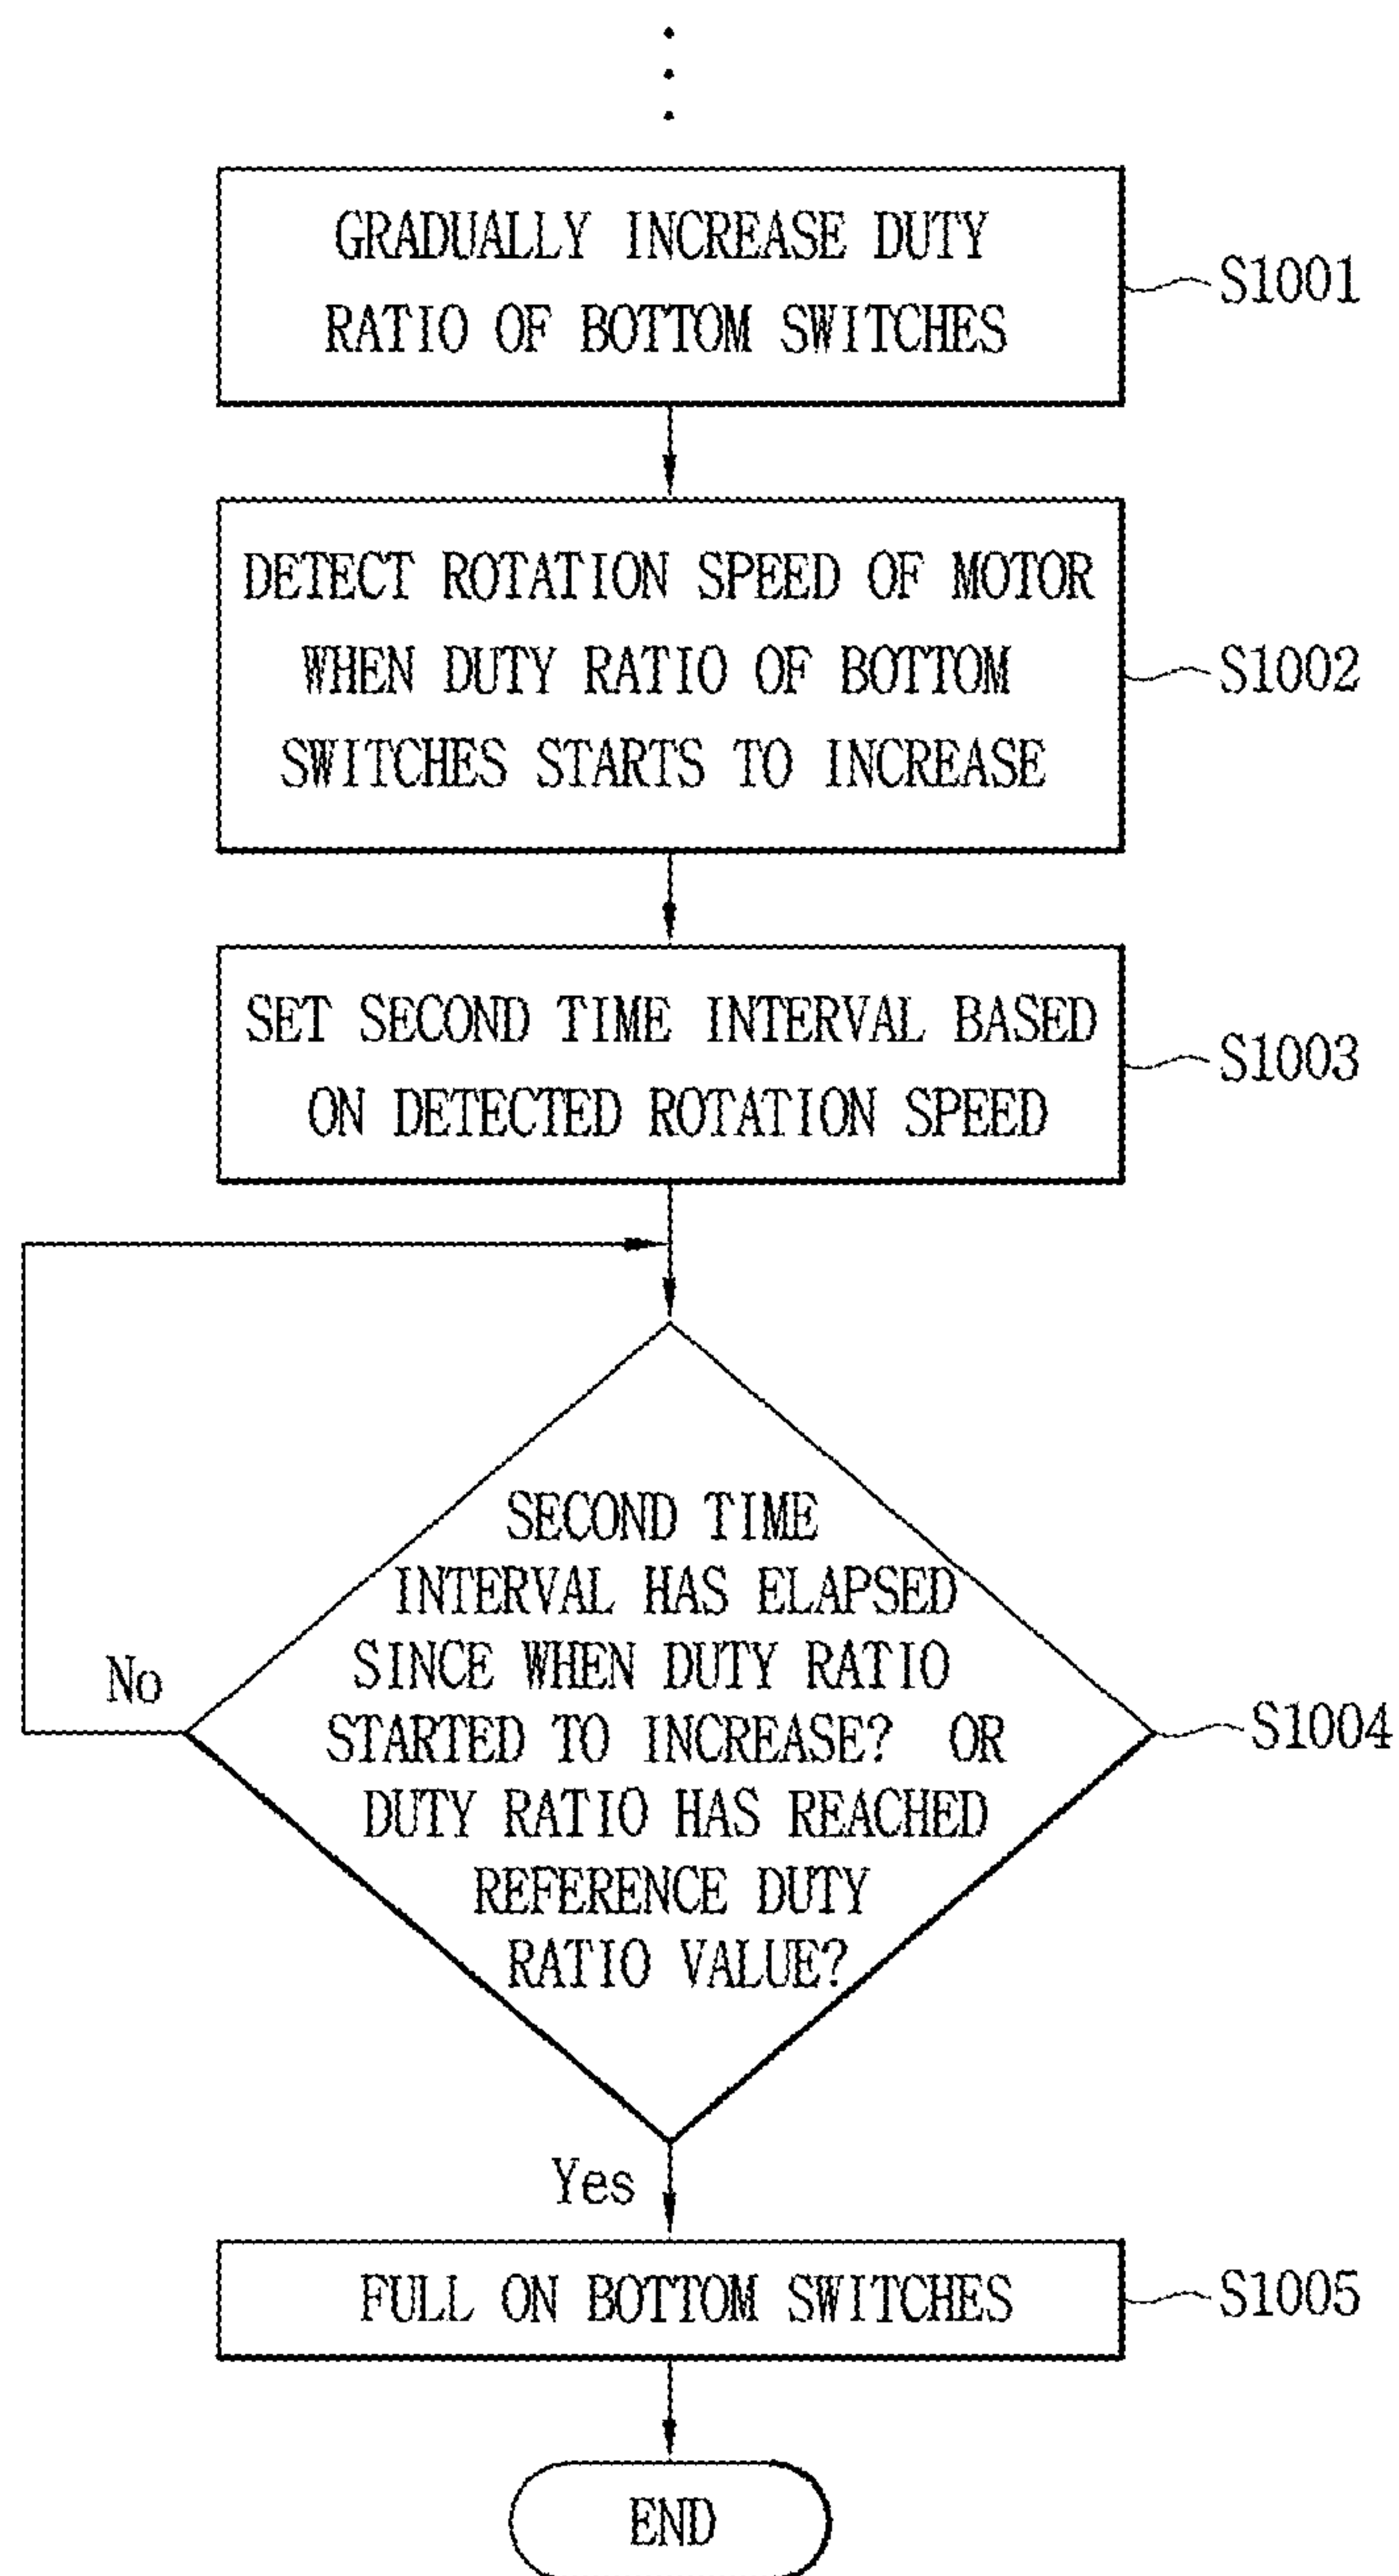 GRADUALLY INCREASE DUTY
RATIO OF BOTTOM SWITCHES
S1001
DETECT ROTATION SPEED OF MOTOR
WHEN DUTY RATIO OF BOTTOM
SWITCHES STARTS TO INCREASE
S1002
SET SECOND TIME INTERVAL BASED
ON DETECTED ROTATION SPEED
S1003
SECOND TIME
INTERVAL HAS ELAPSED
SINCE WHEN DUTY RATIO
STARTED TO INCREASE? OR
DUTY RATIO HAS REACHED
REFERENCE DUTY
RATIO VALUE?
No
S1004
Yes
FULL ON BOTTOM SWITCHES
S1005
END